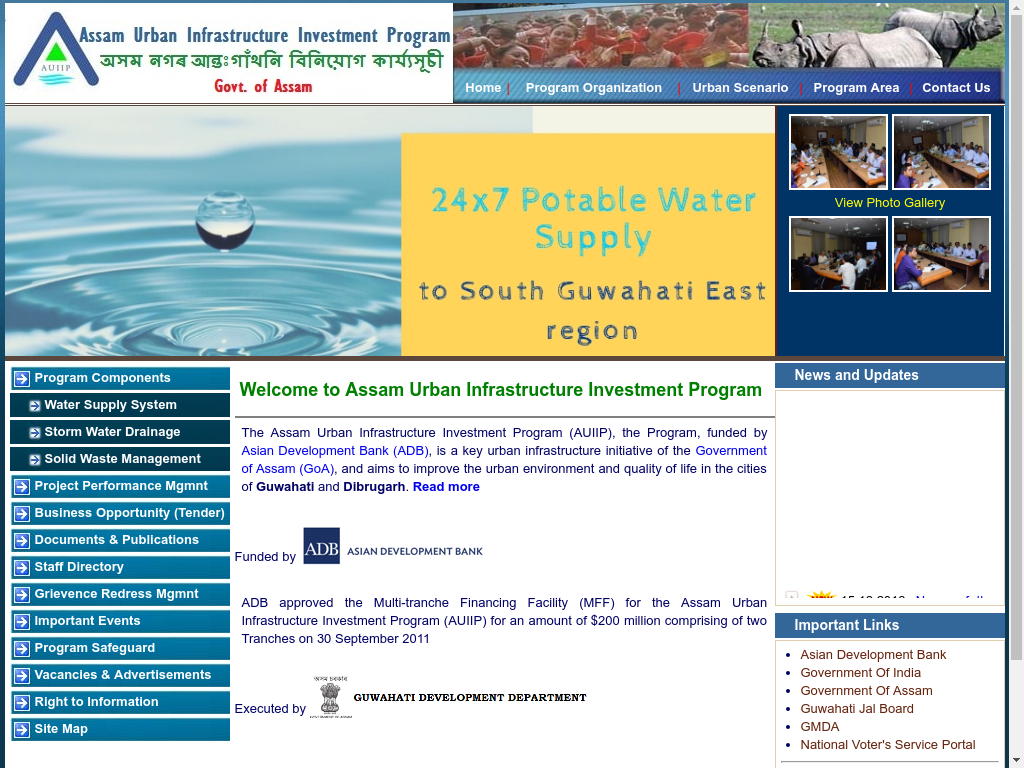 Assam Urban Infrastructure Investment Program
অসম নগৰ আন্তঃগাঁথনি বিনিয়োগ কাৰ্য্যসূচী
Govt. of Assam
AUIIP
Home | Program Organization | Urban Scenario | Program Area | Contact Us
24x7 Potable Water
Supply
to South Guwahati East
region
View Photo Gallery
Program Components
Water Supply System
Storm Water Drainage
Solid Waste Management
Project Performance Mgmnt
Business Opportunity (Tender)
Documents & Publications
Staff Directory
Grievence Redress Mgmnt
Important Events
Program Safeguard
Vacancies & Advertisements
Right to Information
Site Map
Welcome to Assam Urban Infrastructure Investment Program
The Assam Urban Infrastructure Investment Program (AUIIP), the Program, funded by
Asian Development Bank (ADB), is a key urban infrastructure initiative of the Government
of Assam (GoA), and aims to improve the urban environment and quality of life in the cities
of Guwahati and Dibrugarh. Read more
Funded by ADB ASIAN DEVELOPMENT BANK
ADB approved the Multi-tranche Financing Facility (MFF) for the Assam Urban
Infrastructure Investment Program (AUIIP) for an amount of $200 million comprising of two
Tranches on 30 September 2011
অসম চৰকাৰ
Executed by GUWAHATI DEVELOPMENT DEPARTMENT
GOVERNMENT OF ASSAM
News and Updates
Important Links
Asian Development Bank
Government Of India
Government Of Assam
Guwahati Jal Board
GMDA
National Voter's Service Portal